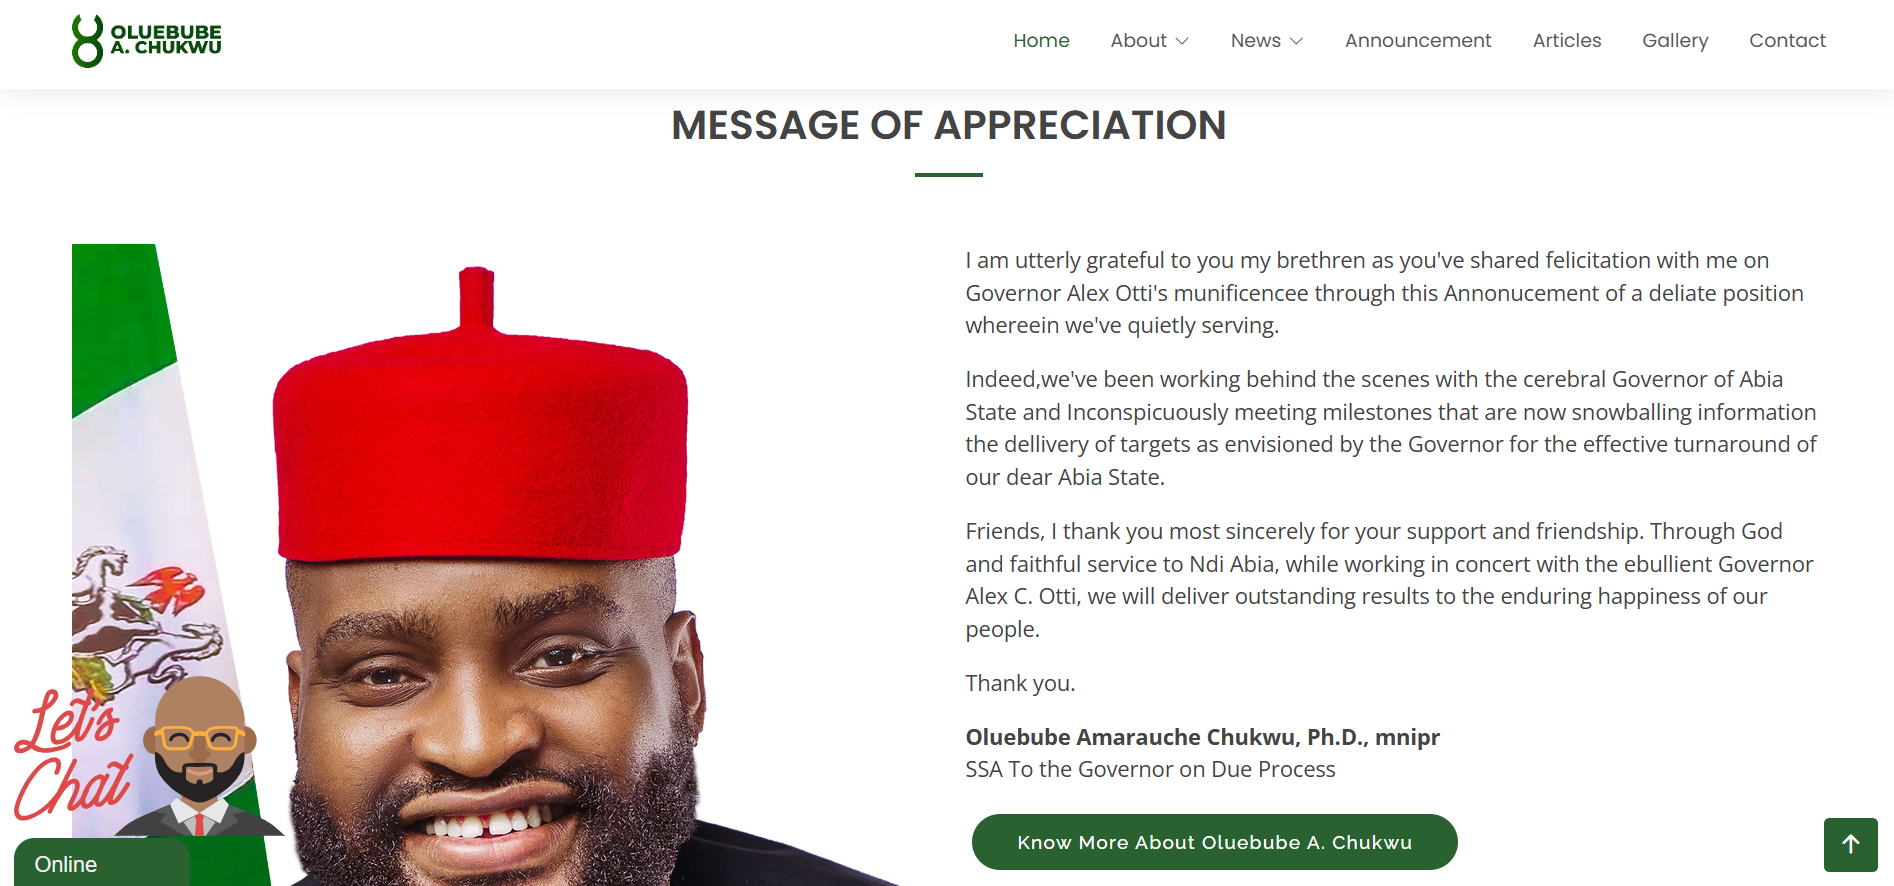 OLUEBUBE
A. CHUKWU
Home About News Announcement Articles Gallery Contact
MESSAGE OF APPRECIATION
I am utterly grateful to you my brethren as you've shared felicitation with me on
Governor Alex Otti's munificencee through this Annonucement of a deliate position
whereein we've quietly serving.
Indeed,we've been working behind the scenes with the cerebral Governor of Abia
State and Inconspicuously meeting milestones that are now snowballing information
the dellivery of targets as envisioned by the Governor for the effective turnaround of
our dear Abia State.
Friends, I thank you most sincerely for your support and friendship. Through God
and faithful service to Ndi Abia, while working in concert with the ebullient Governor
Alex C. Otti, we will deliver outstanding results to the enduring happiness of our
people.
Thank you.
Oluebube Amarauche Chukwu, Ph.D., mnipr
SSA To the Governor on Due Process
Know More About Oluebube A. Chukwu
Let's
Chat
Online